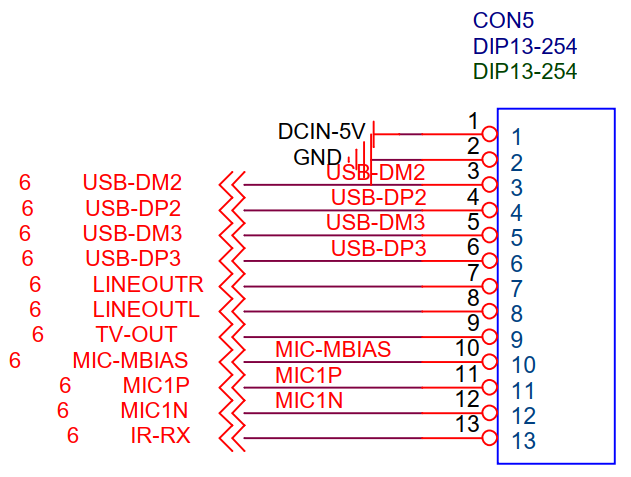 CON5
DIP13-254
DIP13-254
DCIN-5V 1 1
GND 2 2
6 USB-DM2 USB-DM2 3 3
6 USB-DP2 USB-DP2 4 4
6 USB-DM3 USB-DM3 5 5
6 USB-DP3 USB-DP3 6 6
6 LINEOUTR 7 7
6 LINEOUTL 8 8
6 TV-OUT 9 9
6 MIC-MBIAS MIC-MBIAS 10 10
6 MIC1P MIC1P 11 11
6 MIC1N MIC1N 12 12
6 IR-RX 13 13